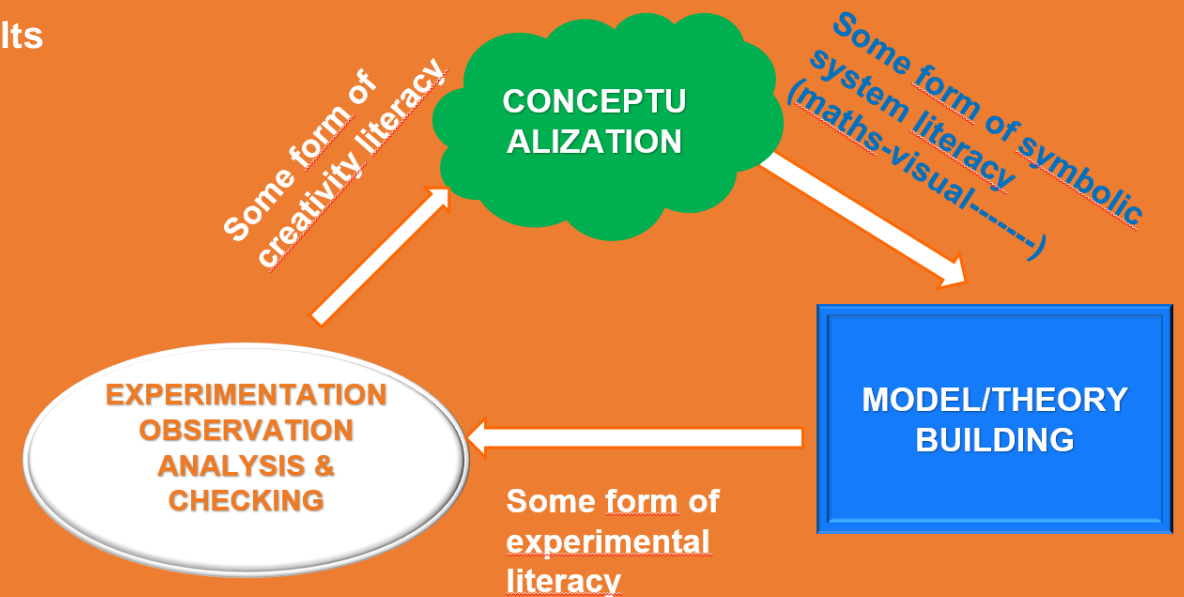 lts
Some form of
creativity literacy
CONCEPTU
ALIZATION
Some form of symbolic
system literacy
(maths-visual-------)
EXPERIMENTATION
OBSERVATION
ANALYSIS &
CHECKING
MODEL/THEORY
BUILDING
Some form of
experimental
literacy